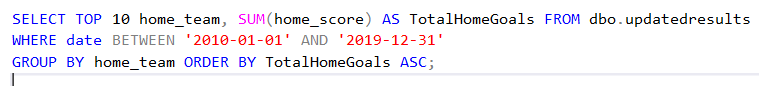 SELECT TOP 10 home_team, SUM(home_score) AS TotalHomeGoals FROM dbo.updatedresults
WHERE date BETWEEN '2010-01-01' AND '2019-12-31'
GROUP BY home_team ORDER BY TotalHomeGoals ASC;